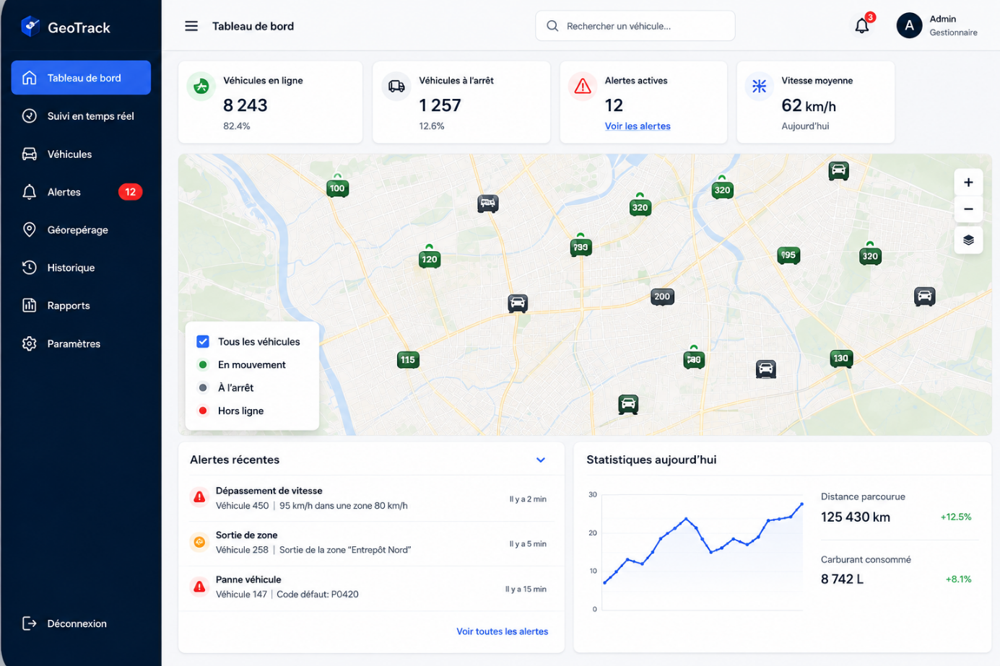 GeoTrack
Tableau de bord
Suivi en temps réel
Véhicules
Alertes 12
Géorepérage
Historique
Rapports
Paramètres
Déconnexion
Tableau de bord
Rechercher un véhicule...
3
A
Admin
Gestionnaire
Véhicules en ligne
8 243
82.4%
Véhicules à l'arrêt
1 257
12.6%
Alertes actives
12
Voir les alertes
Vitesse moyenne
62 km/h
Aujourd'hui
100
320
320
120
195
320
200
115
130
+
−
Tous les véhicules
En mouvement
À l'arrêt
Hors ligne
Alertes récentes
Dépassement de vitesse
Véhicule 450 | 95 km/h dans une zone 80 km/h
Il y a 2 min
Sortie de zone
Véhicule 258 | Sortie de la zone “Entrepôt Nord”
Il y a 5 min
Panne véhicule
Véhicule 147 | Code défaut: P0420
Il y a 15 min
Voir toutes les alertes
Statistiques aujourd'hui
30
20
10
0
Distance parcourue
125 430 km +12.5%
Carburant consommé
8 742 L +8.1%